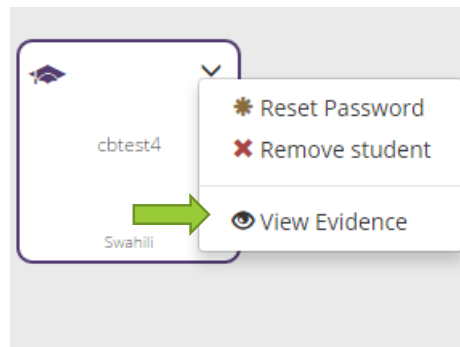 cbtest4
Swahili
Reset Password
Remove student
View Evidence